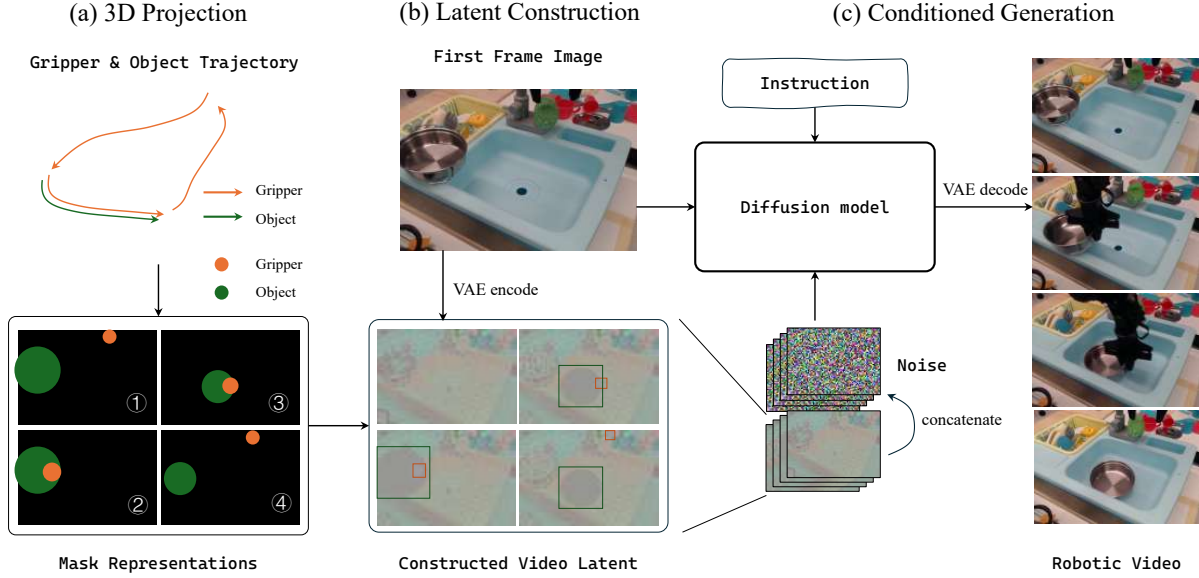 (a) 3D Projection
(b) Latent Construction
(c) Conditioned Generation
Gripper & Object Trajectory
Gripper
Object
Gripper
Object
①
③
②
④
Mask Representations
First Frame Image
VAE encode
Constructed Video Latent
Instruction
Diffusion model
VAE decode
Noise
concatenate
Robotic Video